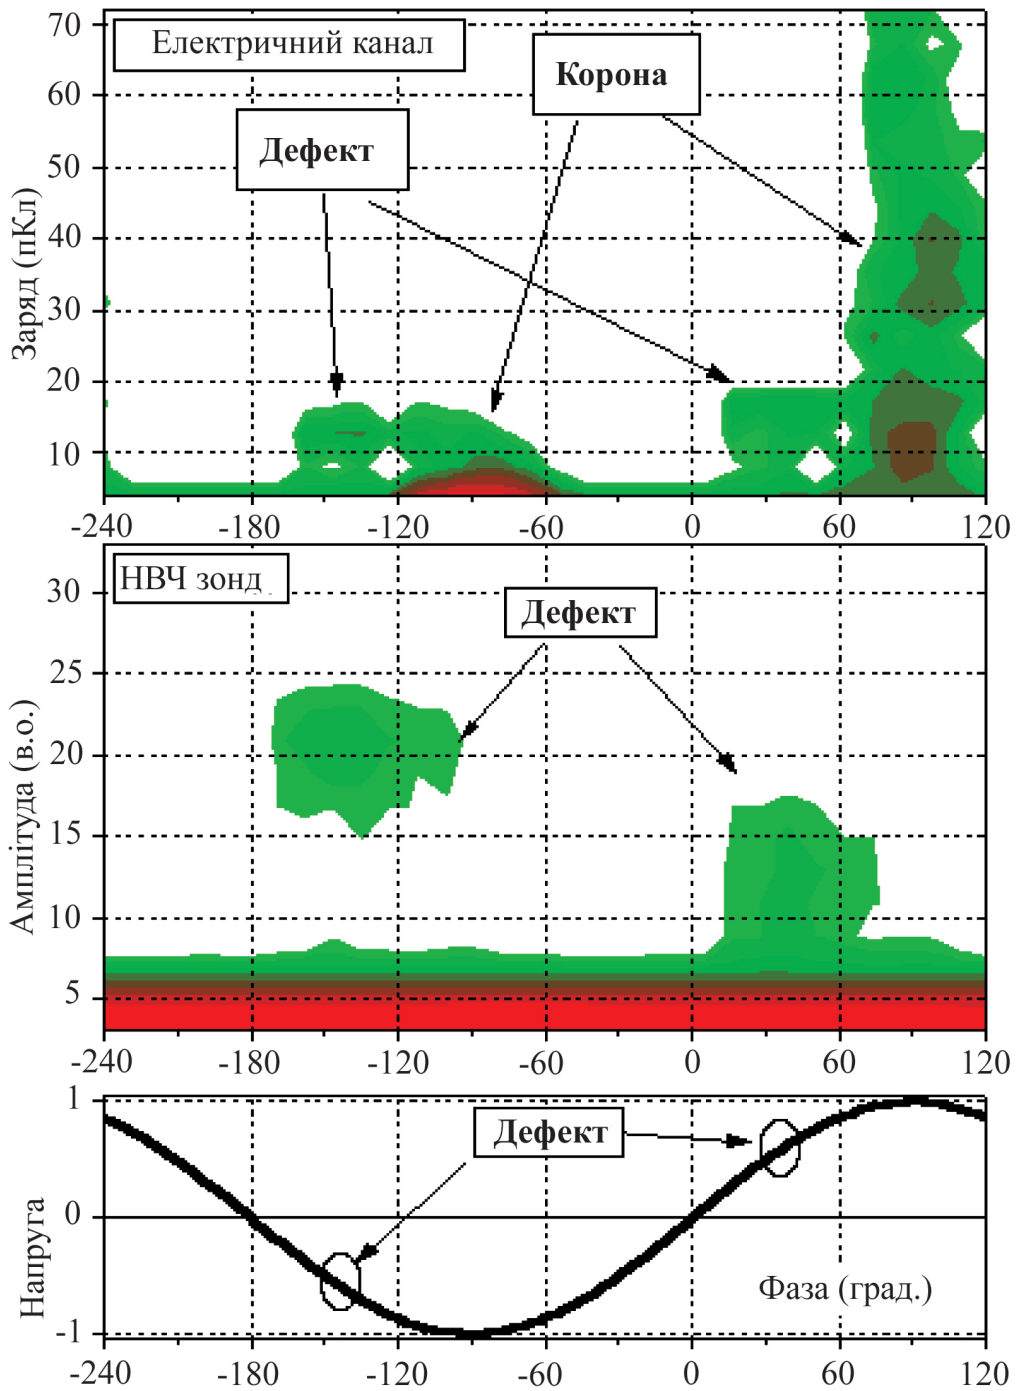 70
Електричний канал
Корона
60
Дефект
50
40
30
20
10
Заряд (пКл)
-240 -180 -120 -60 0 60 120
НВЧ зонд
30
Дефект
25
20
15
10
5
Амплітуда (в.о.)
-240 -180 -120 -60 0 60 120
1
Дефект
0
Напруга
Фаза (град.)
-1
-240 -180 -120 -60 0 60 120